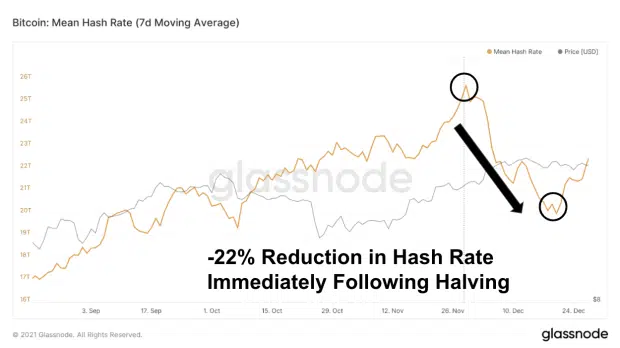 Bitcoin: Mean Hash Rate (7d Moving Average)
Mean Hash Rate
Price [USD]
26T
25T
23T
22T
21T
20T
19T
18T
17T
16T
glassnode
-22% Reduction in Hash Rate
Immediately Following Halving
$8
3. Sep
17. Sep
1. Oct
15. Oct
29. Oct
12. Nov
26. Nov
10. Dec
24. Dec
© 2021 Glassnode. All Rights Reserved.
glassnode